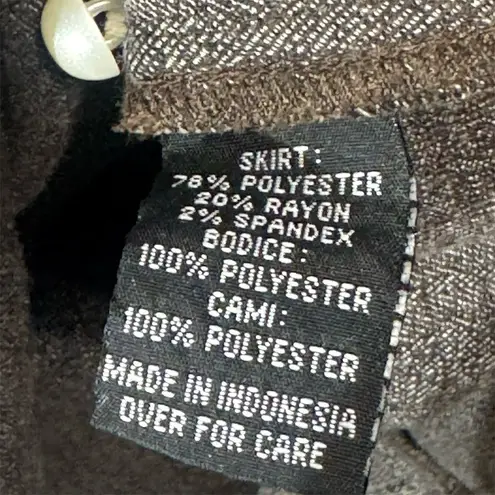 SKIRT:
78% POLYESTER
20% RAYON
2% SPANDEX
BODICE:
100% POLYESTER
CAMI:
100% POLYESTER
MADE IN INDONESIA
OVER FOR CARE